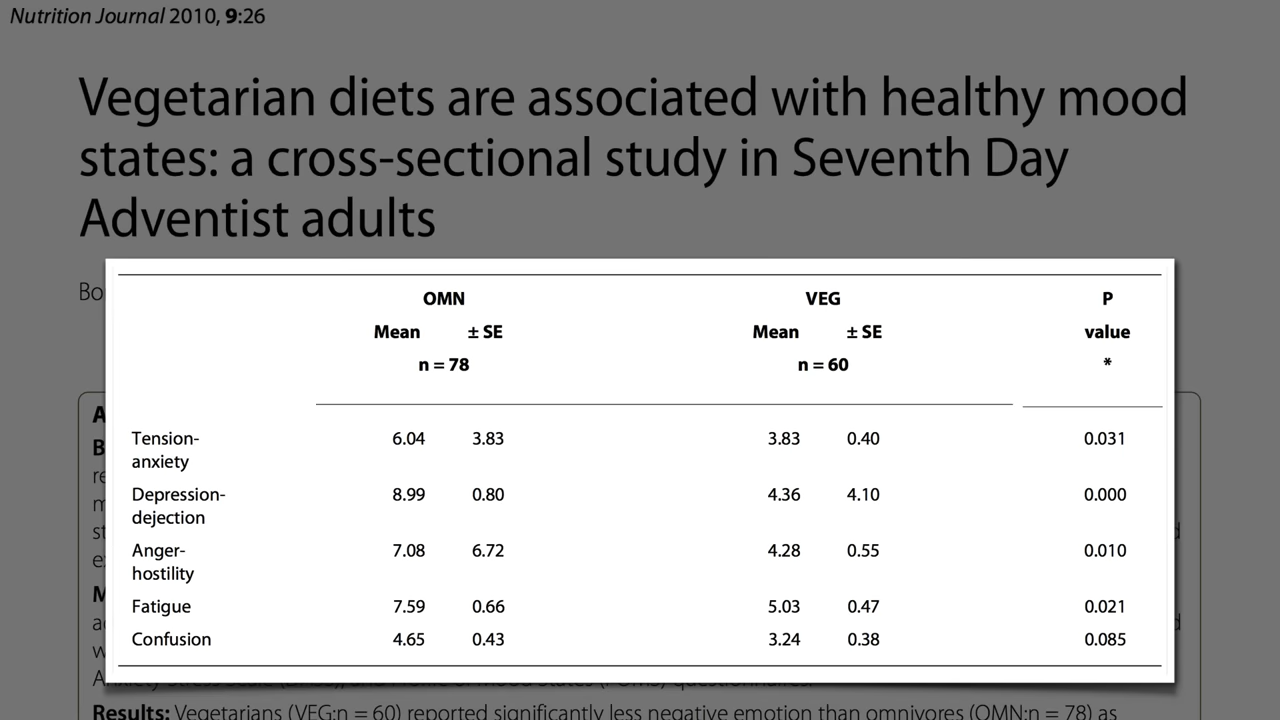 Nutrition Journal 2010, 9:26
Vegetarian diets are associated with healthy mood
states: a cross-sectional study in Seventh Day
Adventist adults
OMN VEG P
Mean ± SE Mean ± SE value
n = 78 n = 60 *
Tension-
anxiety 6.04 3.83 3.83 0.40 0.031
Depression-
dejection 8.99 0.80 4.36 4.10 0.000
Anger-
hostility 7.08 6.72 4.28 0.55 0.010
Fatigue 7.59 0.66 5.03 0.47 0.021
Confusion 4.65 0.43 3.24 0.38 0.085
Results: Vegetarians (VEG:n = 60) reported significantly less negative emotion than omnivores (OMN:n = 78) as